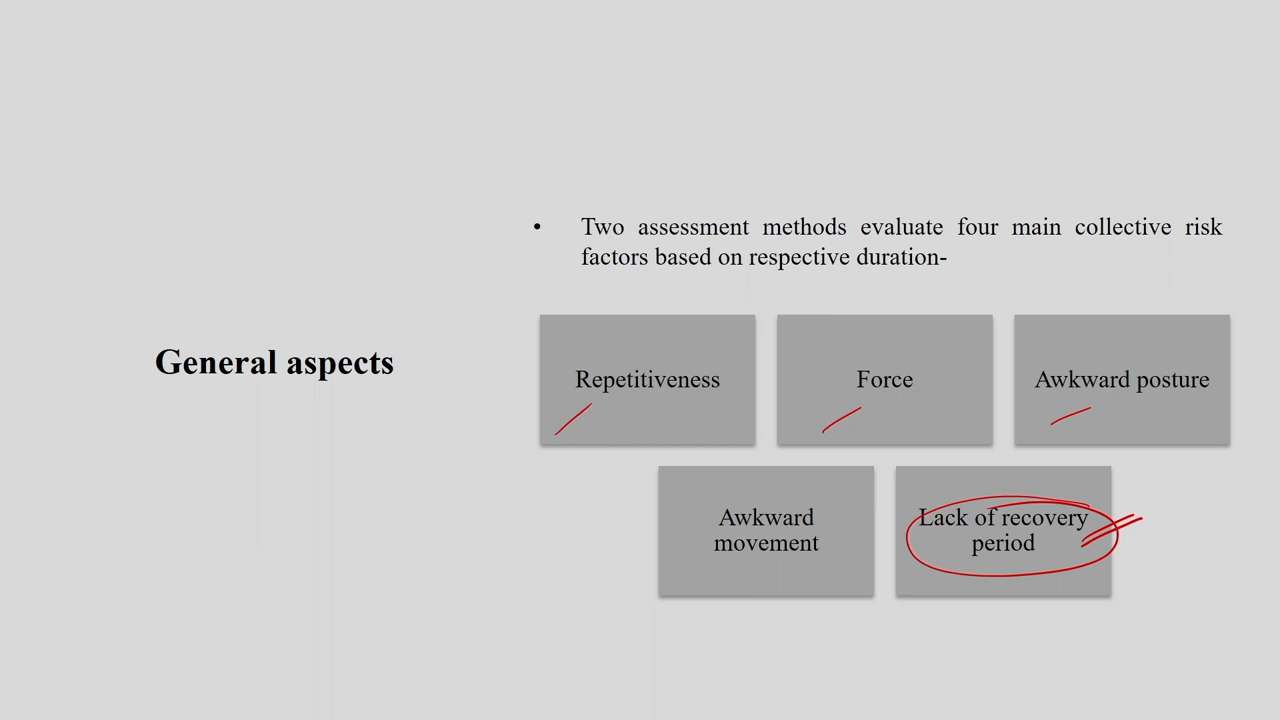 General aspects
• Two assessment methods evaluate four main collective risk
factors based on respective duration-
Repetitiveness
Force
Awkward posture
Awkward
movement
Lack of recovery
period